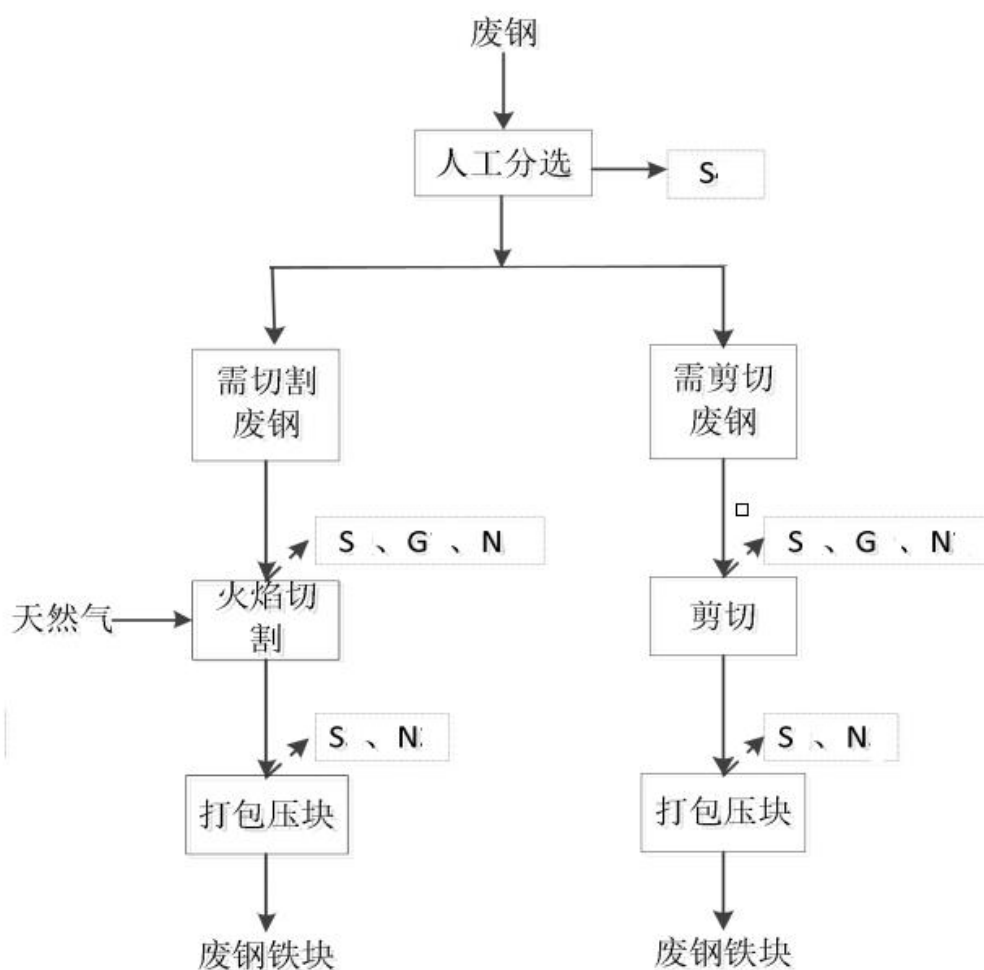 废钢
人工分选
S
需切割
废钢
需剪切
废钢
S 、G 、N
S 、G 、N
天然气
火焰切
割
剪切
S 、N
S 、N
打包压块
打包压块
废钢铁块
废钢铁块